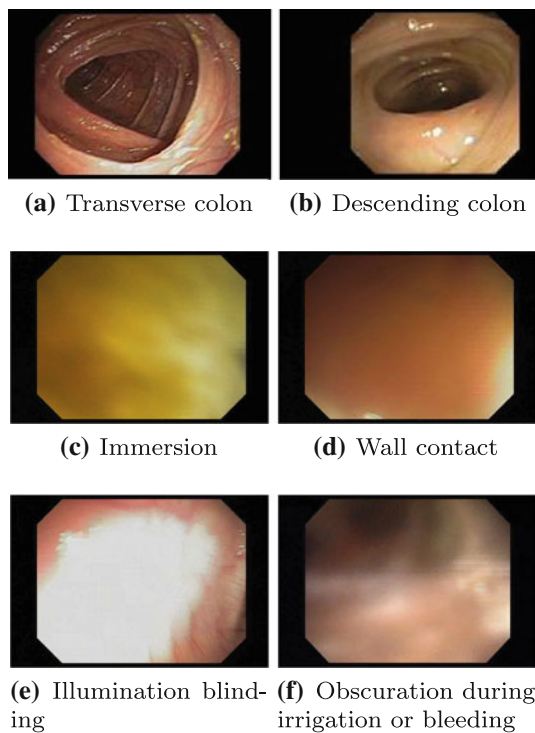 (a) Transverse colon
(b) Descending colon
(c) Immersion
(d) Wall contact
(e) Illumination blind-
ing
(f) Obscuration during
irrigation or bleeding